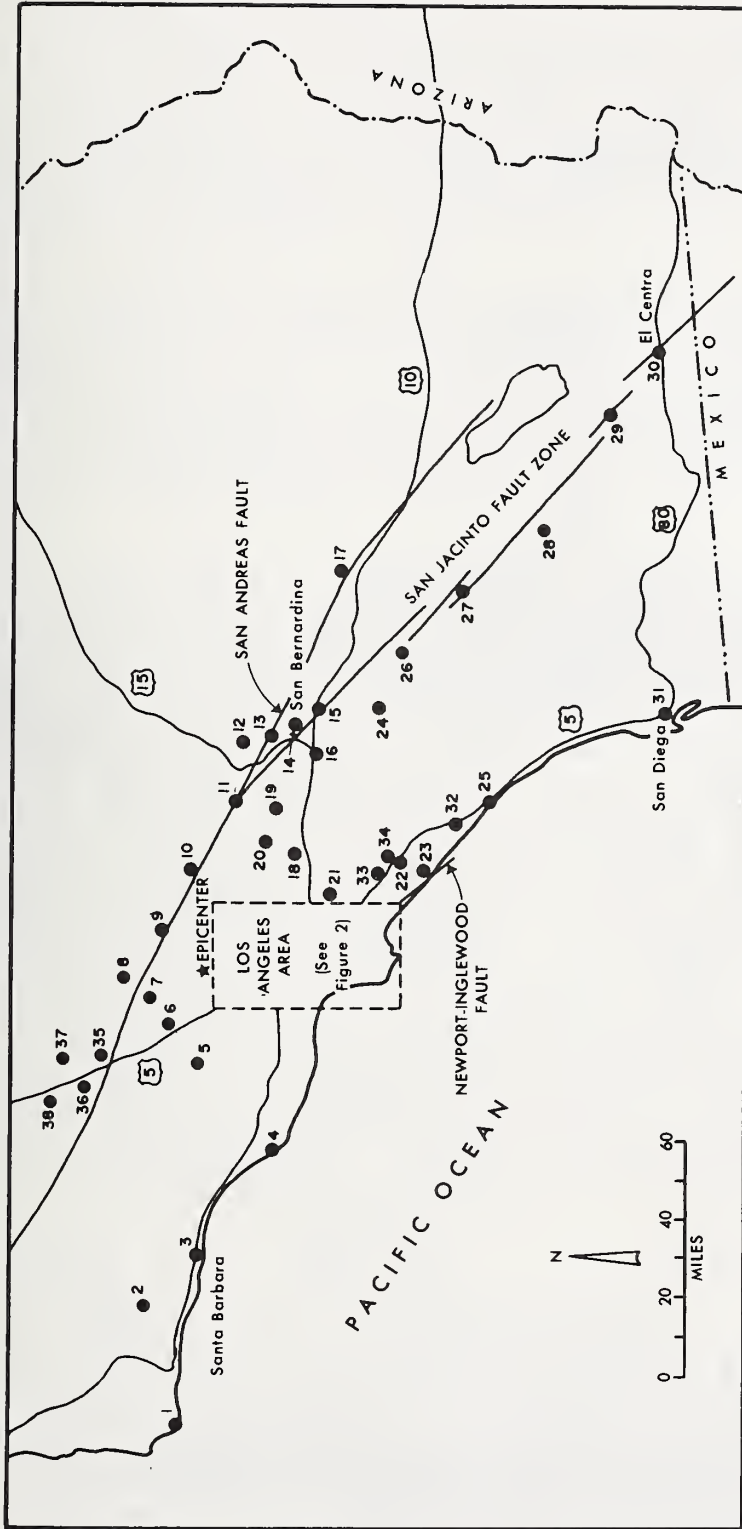 ARIZONA
MEXICO
PACIFIC OCEAN
SAN ANDREAS FAULT
SAN JACINTO FAULT ZONE
NEWPORT-INGLEWOOD
FAULT
LOS
ANGELES
AREA
(See
Figure 2)
★EPICENTER
Santa Barbara
San Bernardina
San Diega
El Centra
15
10
5
5
80
1
2
3
4
5
6
7
8
9
10
11
12
13
14
15
16
17
18
19
20
21
22
23
24
25
26
27
28
29
30
31
32
33
34
35
36
37
38
N
0 20 40 60
MILES